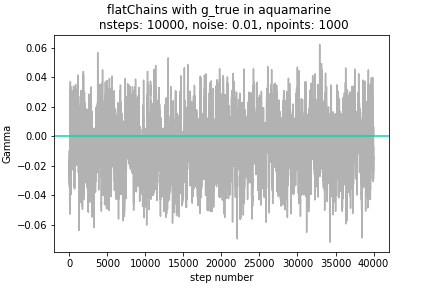 flatChains with g_true in aquamarine
nsteps: 10000, noise: 0.01, npoints: 1000
0.06
0.04
0.02
0.00
−0.02
−0.04
−0.06
Gamma
0 5000 10000 15000 20000 25000 30000 35000 40000
step number